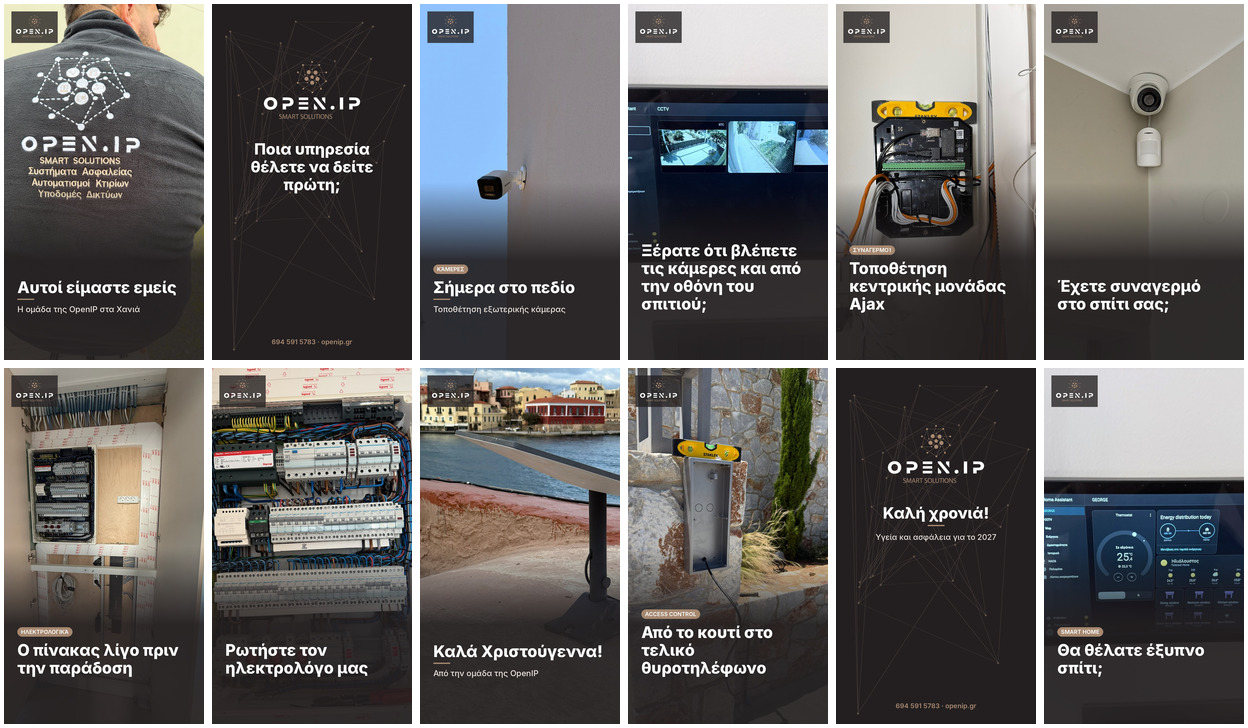 OPEN.IP
OPEN.IP
SMART SOLUTIONS
Συστήματα Ασφαλείας
Αυτοματισμοί Κτιρίων
Υποδομές Δικτύων
Αυτοί είμαστε εμείς
Η ομάδα της OpenIP στα Χανιά
OPEN.IP
SMART SOLUTIONS
Ποια υπηρεσία
θέλετε να δείτε
πρώτη;
694 591 5783 · openip.gr
OPEN.IP
ΚΆΜΕΡΕΣ
Σήμερα στο πεδίο
Τοποθέτηση εξωτερικής κάμερας
OPEN.IP
CCTV
Ξέρατε ότι βλέπετε
τις κάμερες και από
την οθόνη του
σπιτιού;
OPEN.IP
STANLEY
ΣΥΝΑΓΕΡΜΟΊ
Τοποθέτηση
κεντρικής μονάδας
Ajax
OPEN.IP
Έχετε συναγερμό
στο σπίτι σας;
OPEN.IP
ΗΛΕΚΤΡΟΛΟΓΙΚΆ
Ο πίνακας λίγο πριν
την παράδοση
OPEN.IP
Ρωτήστε τον
ηλεκτρολόγο μας
OPEN.IP
Καλά Χριστούγεννα!
Από την ομάδα της OpenIP
OPEN.IP
STANLEY
ACCESS CONTROL
Από το κουτί στο
τελικό
θυροτηλέφωνο
OPEN.IP
SMART SOLUTIONS
Καλή χρονιά!
Υγεία και ασφάλεια για το 2027
694 591 5783 · openip.gr
OPEN.IP
Home Assistant
GEORGE
Thermostat
Energy distribution today
25
SMART HOME
Θα θέλατε έξυπνο
σπίτι;